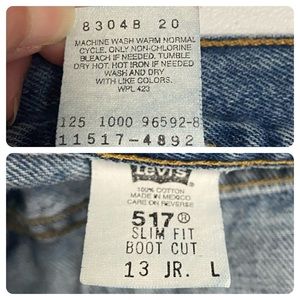 8304B 20
MACHINE WASH WARM NORMAL
CYCLE. ONLY NON-CHLORINE
BLEACH IF NEEDED. TUMBLE
DRY HOT. HOT IRON IF NEEDED
WASH AND DRY
WITH LIKE COLORS.
WPL 423
125 1000 96592-8
11517-4892
Levi's
100% COTTON
MADE IN MEXICO
CARE ON REVERSE
517®
SLIM FIT
BOOT CUT
13 JR. L